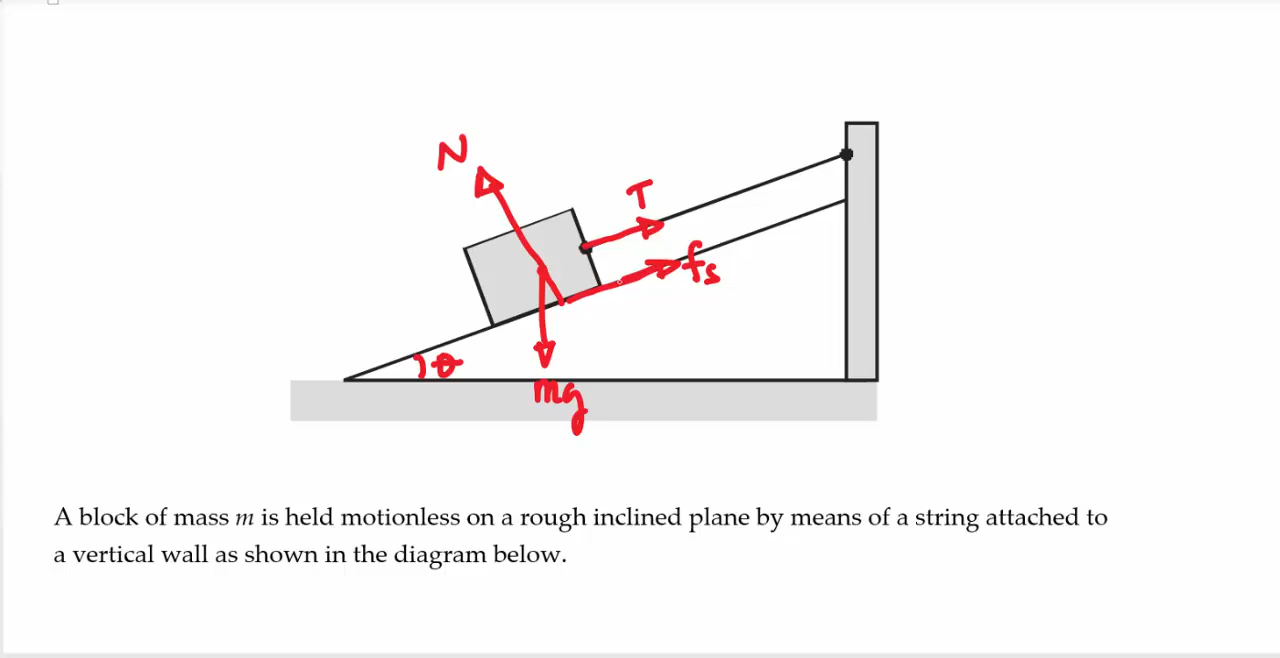 N
T
fs
θ
mg
A block of mass m is held motionless on a rough inclined plane by means of a string attached to
a vertical wall as shown in the diagram below.